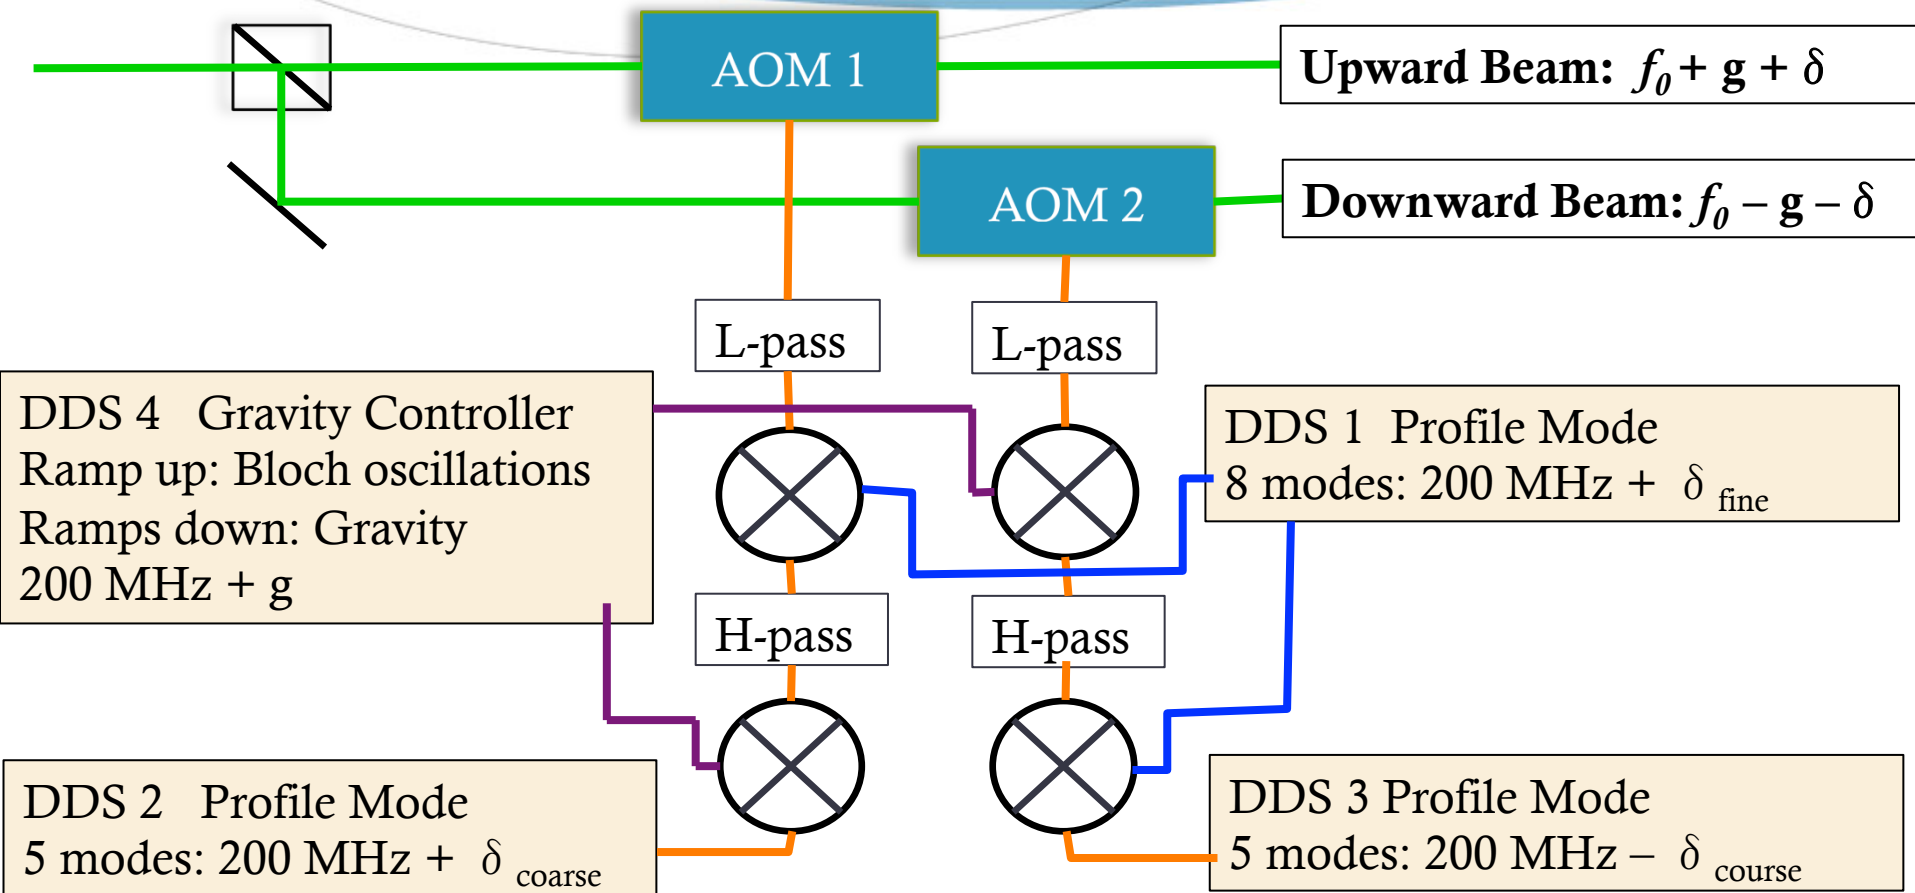 AOM 1
Upward Beam: f0 + g + δ
AOM 2
Downward Beam: f0 – g – δ
L-pass
L-pass
DDS 4 Gravity Controller
Ramp up: Bloch oscillations
Ramps down: Gravity
200 MHz + g
DDS 1 Profile Mode
8 modes: 200 MHz + δ fine
H-pass
H-pass
DDS 2 Profile Mode
5 modes: 200 MHz + δ coarse
DDS 3 Profile Mode
5 modes: 200 MHz – δ course